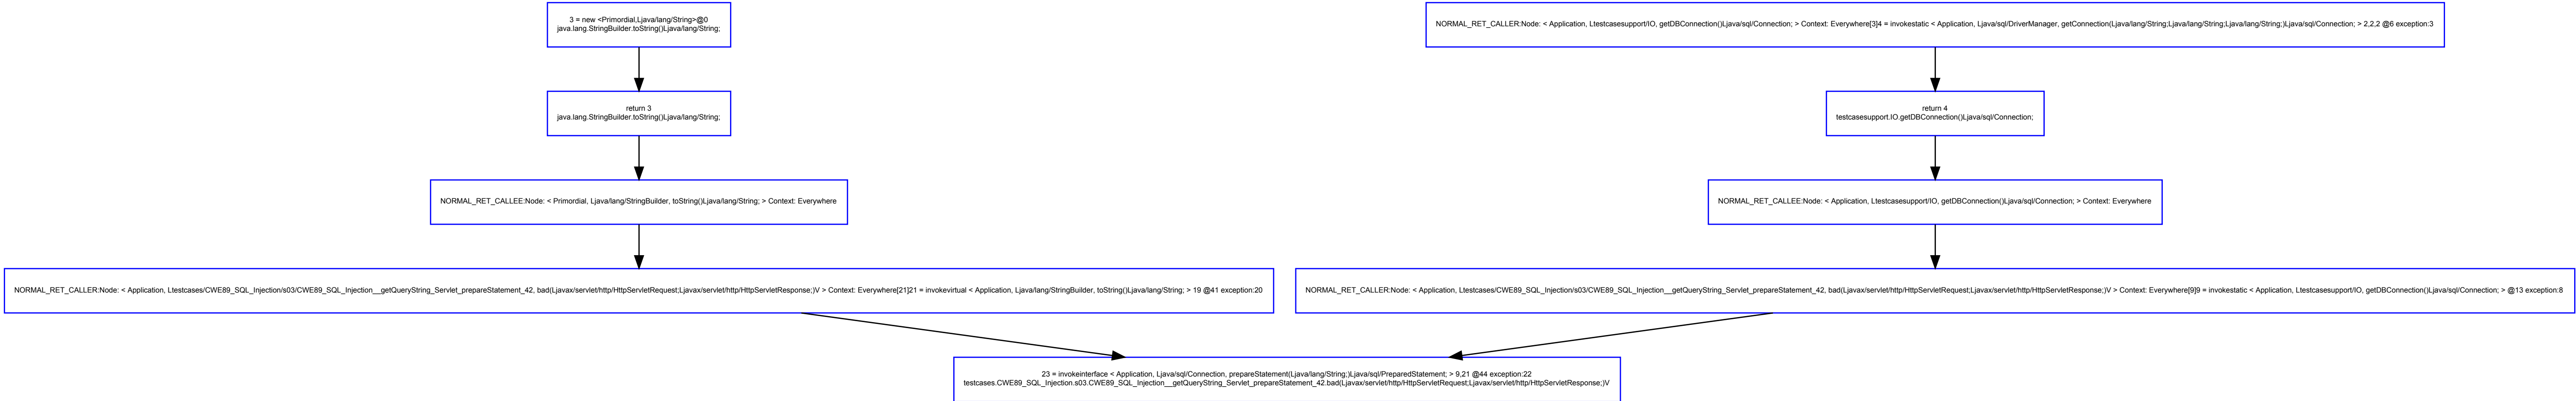 3 = new <Primordial,Ljava/lang/String>@0
java.lang.StringBuilder.toString()Ljava/lang/String;
NORMAL_RET_CALLER:Node: < Application, Ltestcasesupport/IO, getDBConnection()Ljava/sql/Connection; > Context: Everywhere[3]4 = invokestatic < Application, Ljava/sql/DriverManager, getConnection(Ljava/lang/String;Ljava/lang/String;Ljava/lang/String;)Ljava/sql/Connection; > 2,2,2 @6 exception:3
return 3
java.lang.StringBuilder.toString()Ljava/lang/String;
return 4
testcasesupport.IO.getDBConnection()Ljava/sql/Connection;
NORMAL_RET_CALLEE:Node: < Primordial, Ljava/lang/StringBuilder, toString()Ljava/lang/String; > Context: Everywhere
NORMAL_RET_CALLEE:Node: < Application, Ltestcasesupport/IO, getDBConnection()Ljava/sql/Connection; > Context: Everywhere
NORMAL_RET_CALLER:Node: < Application, Ltestcases/CWE89_SQL_Injection/s03/CWE89_SQL_Injection__getQueryString_Servlet_prepareStatement_42, bad(Ljavax/servlet/http/HttpServletRequest;Ljavax/servlet/http/HttpServletResponse;)V > Context: Everywhere[21]21 = invokevirtual < Application, Ljava/lang/StringBuilder, toString()Ljava/lang/String; > 19 @41 exception:20
NORMAL_RET_CALLER:Node: < Application, Ltestcases/CWE89_SQL_Injection/s03/CWE89_SQL_Injection__getQueryString_Servlet_prepareStatement_42, bad(Ljavax/servlet/http/HttpServletRequest;Ljavax/servlet/http/HttpServletResponse;)V > Context: Everywhere[9]9 = invokestatic < Application, Ltestcasesupport/IO, getDBConnection()Ljava/sql/Connection; > @13 exception:8
23 = invokeinterface < Application, Ljava/sql/Connection, prepareStatement(Ljava/lang/String;)Ljava/sql/PreparedStatement; > 9,21 @44 exception:22
testcases.CWE89_SQL_Injection.s03.CWE89_SQL_Injection__getQueryString_Servlet_prepareStatement_42.bad(Ljavax/servlet/http/HttpServletRequest;Ljavax/servlet/http/HttpServletResponse;)V